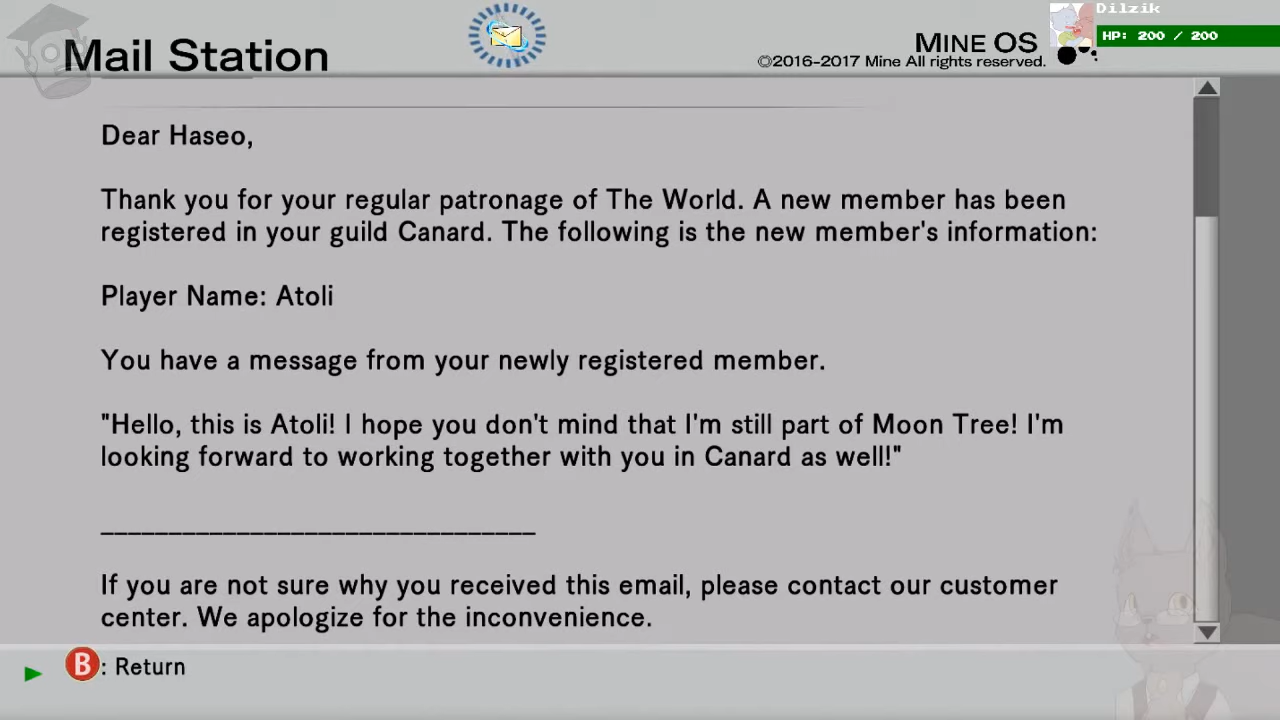 Dilzik
HP: 200 / 200
Mail Station
MINE OS
©2016-2017 Mine All rights reserved.
Dear Haseo,
Thank you for your regular patronage of The World. A new member has been
registered in your guild Canard. The following is the new member's information:
Player Name: Atoli
You have a message from your newly registered member.
"Hello, this is Atoli! I hope you don't mind that I'm still part of Moon Tree! I'm
looking forward to working together with you in Canard as well!"
________________________________
If you are not sure why you received this email, please contact our customer
center. We apologize for the inconvenience.
B: Return